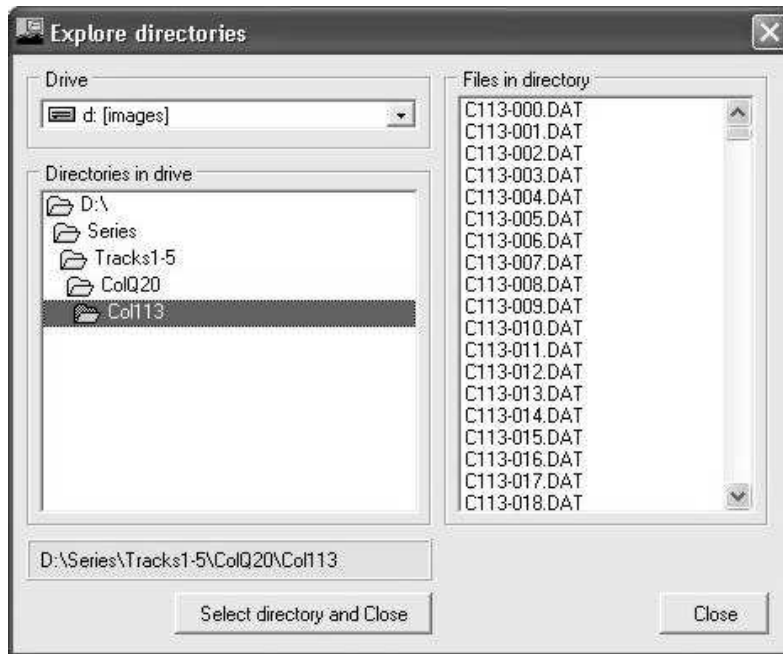 Explore directories
Drive
d: [images]
Directories in drive
D:\
Series
Tracks1-5
ColQ20
Col113
D:\Series\Tracks1-5\ColQ20\Col113
Select directory and Close
Files in directory
C113-000.DAT
C113-001.DAT
C113-002.DAT
C113-003.DAT
C113-004.DAT
C113-005.DAT
C113-006.DAT
C113-007.DAT
C113-008.DAT
C113-009.DAT
C113-010.DAT
C113-011.DAT
C113-012.DAT
C113-013.DAT
C113-014.DAT
C113-015.DAT
C113-016.DAT
C113-017.DAT
C113-018.DAT
Close